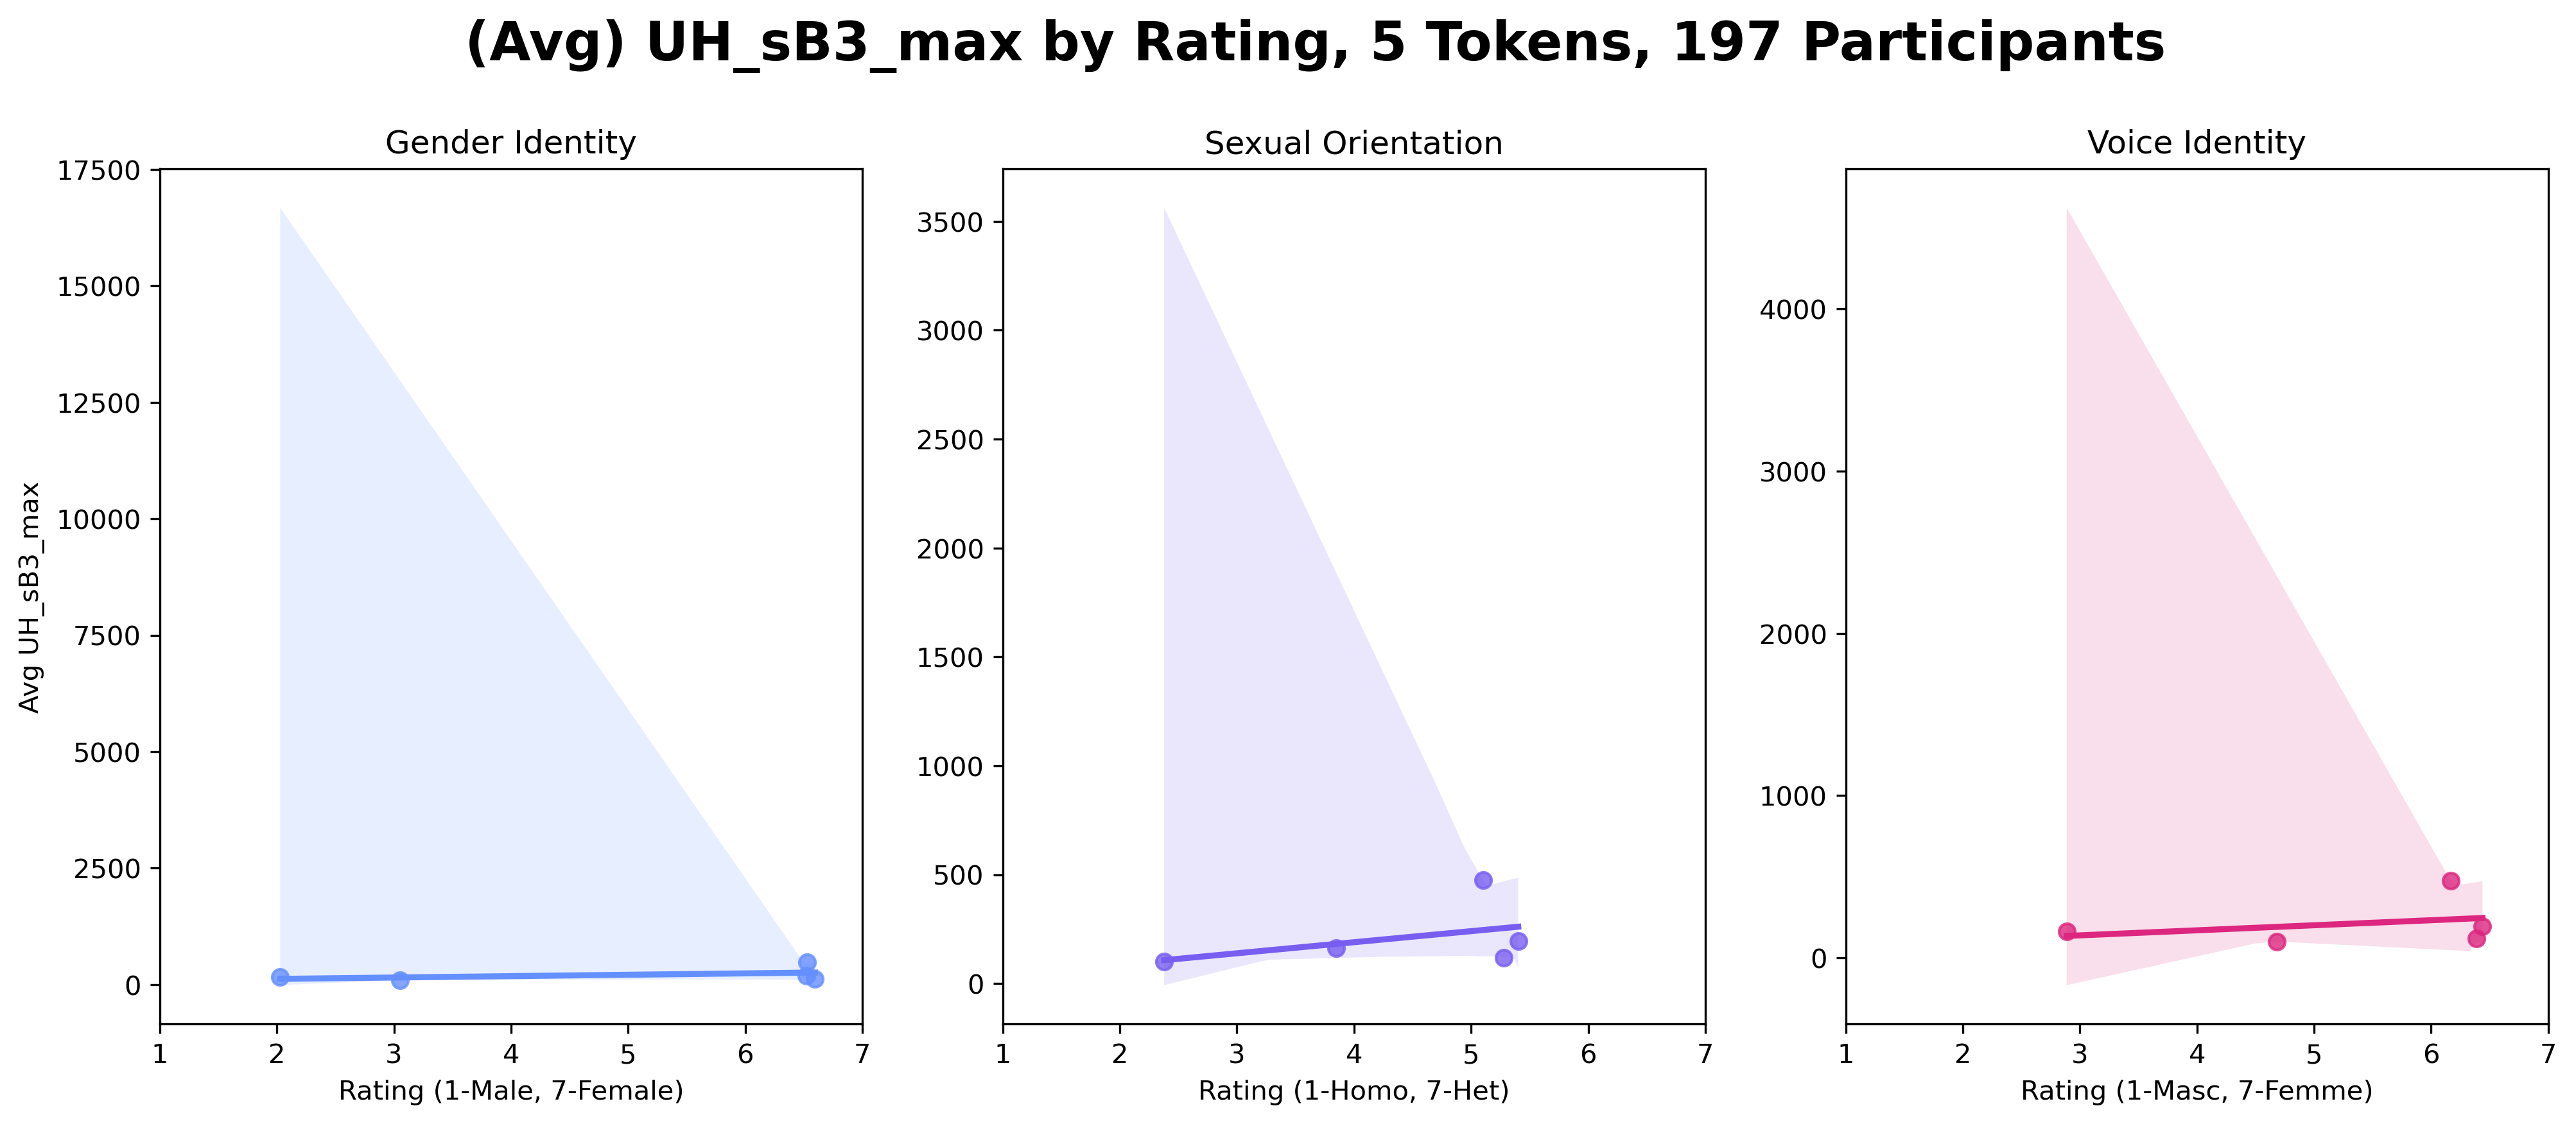 (Avg) UH_sB3_max by Rating, 5 Tokens, 197 Participants
Gender Identity
Avg UH_sB3_max
17500
15000
12500
10000
7500
5000
2500
0
1 2 3 4 5 6 7
Rating (1-Male, 7-Female)
Sexual Orientation
3500
3000
2500
2000
1500
1000
500
0
1 2 3 4 5 6 7
Rating (1-Homo, 7-Het)
Voice Identity
4000
3000
2000
1000
0
1 2 3 4 5 6 7
Rating (1-Masc, 7-Femme)